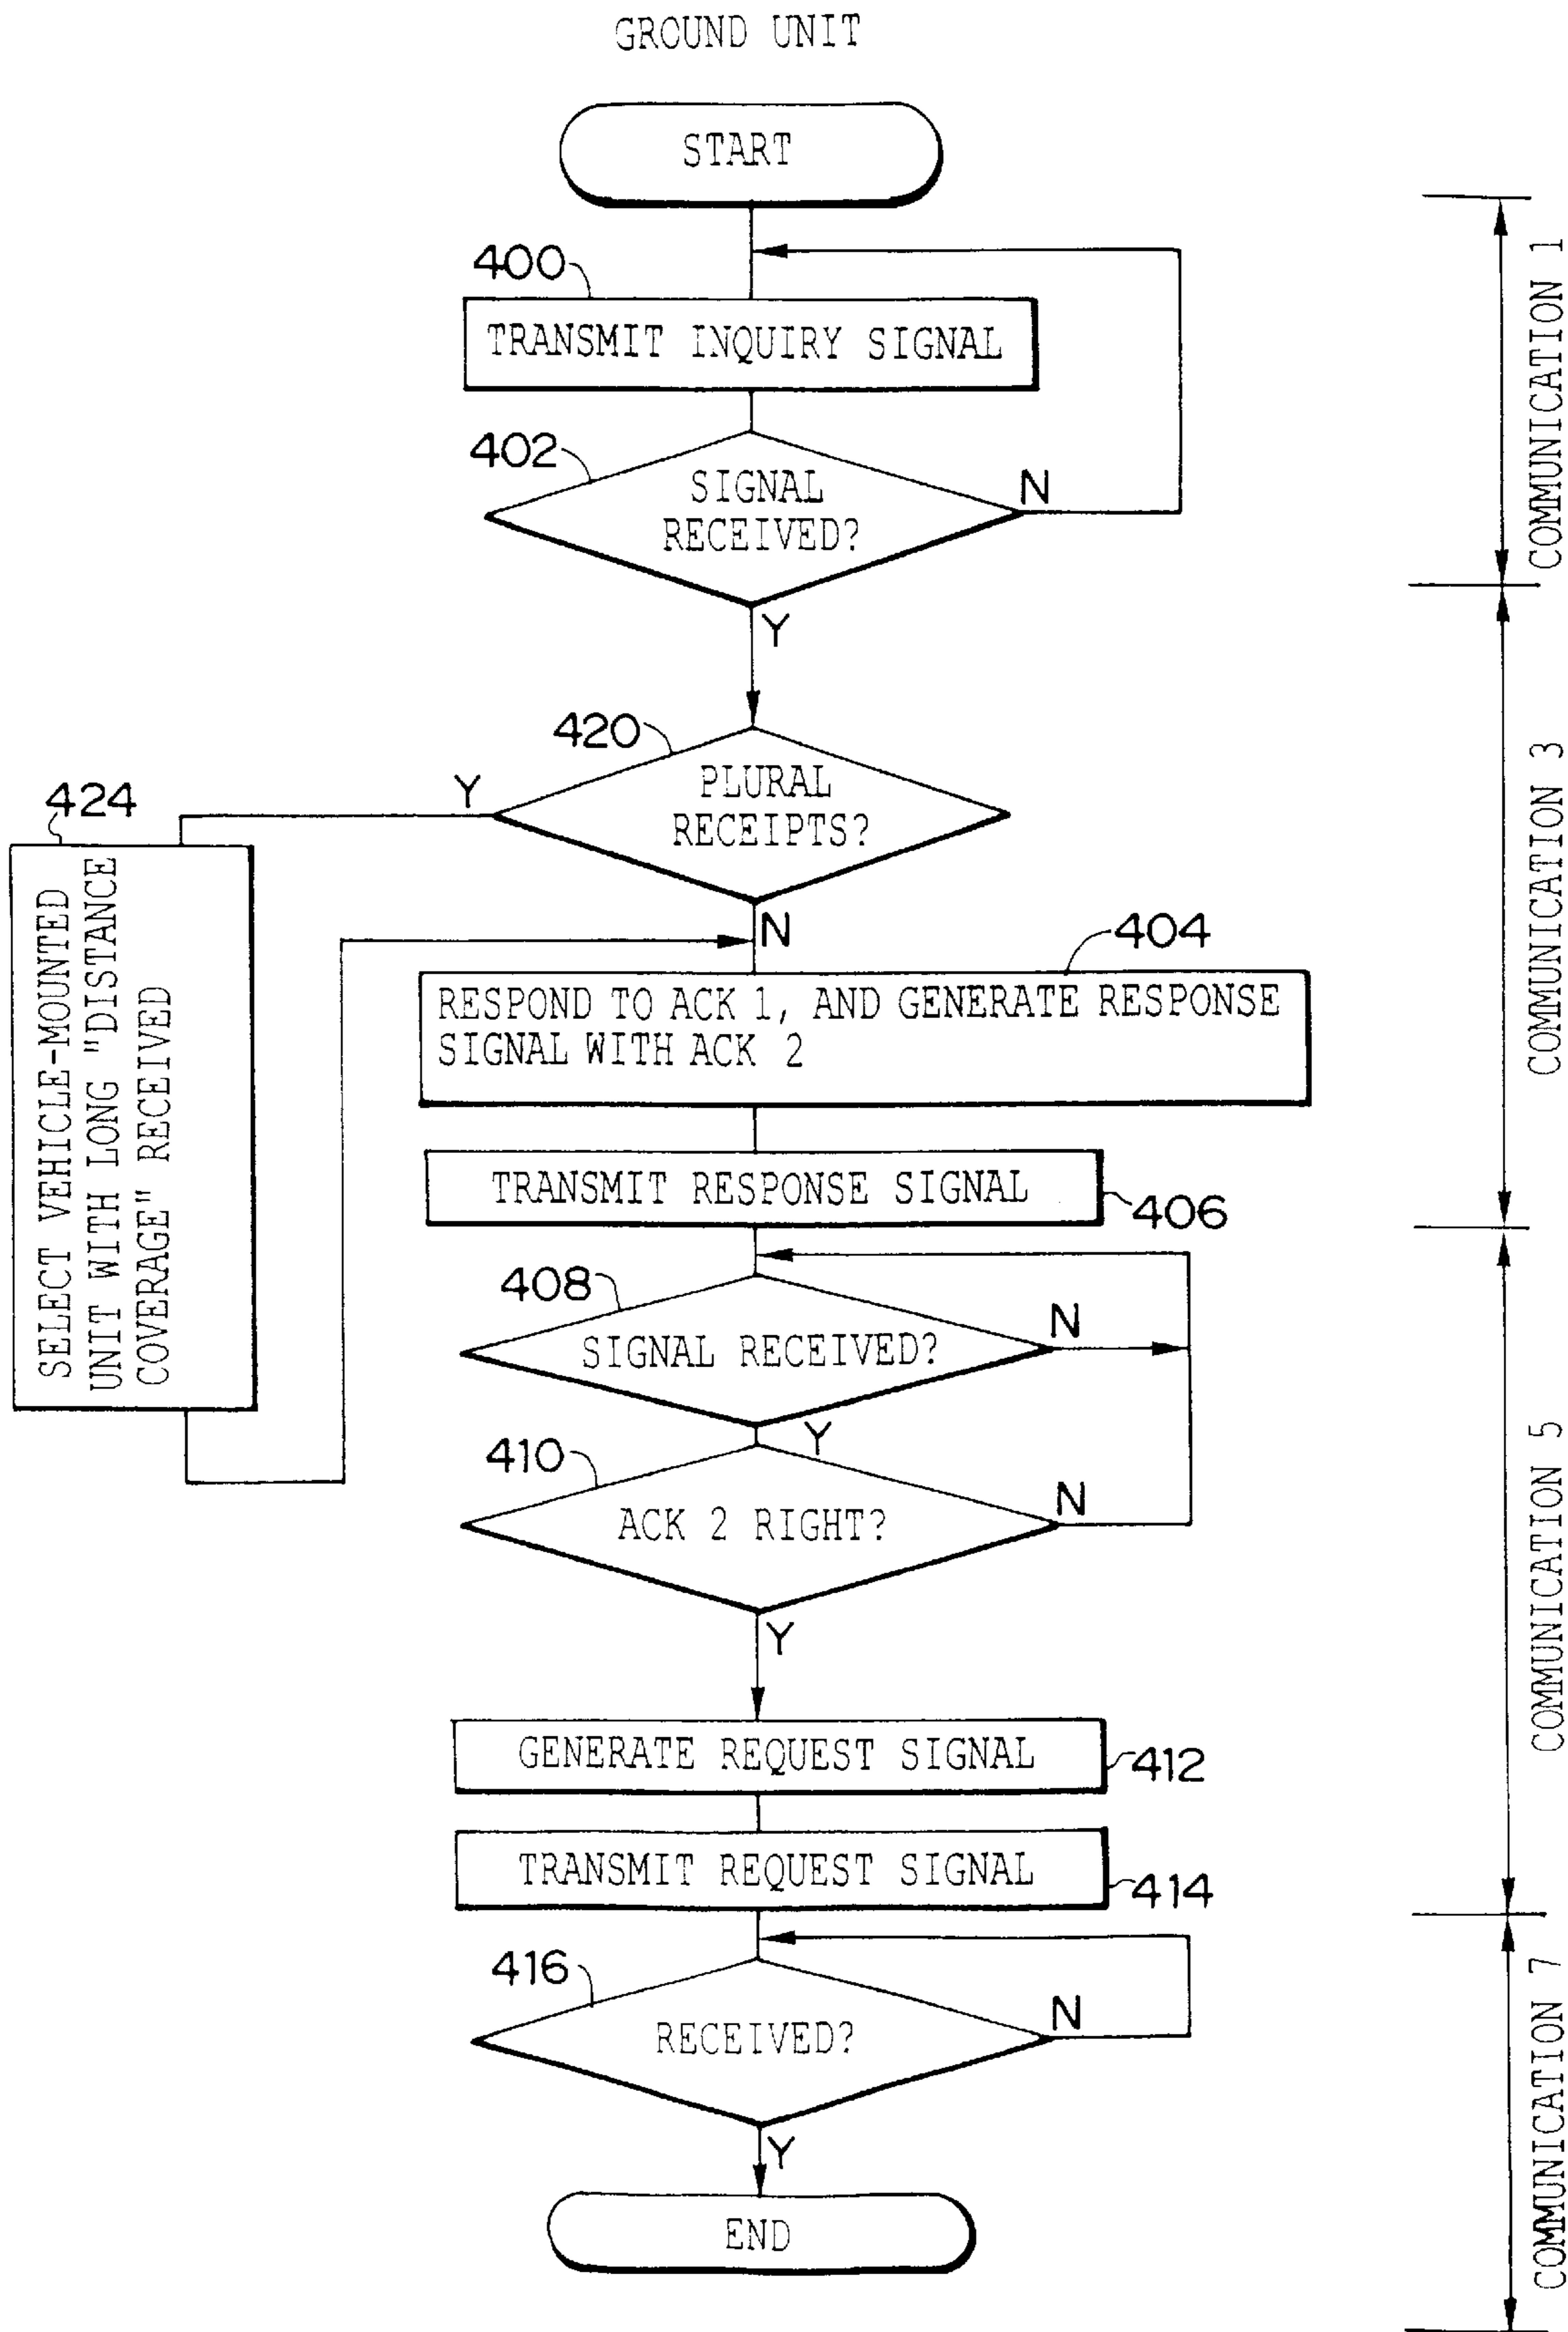 GROUND UNIT
START
400
TRANSMIT INQUIRY SIGNAL
402
SIGNAL
RECEIVED?
N
Y
COMMUNICATION 1
420
PLURAL
RECEIPTS?
Y
N
424
SELECT VEHICLE-MOUNTED
UNIT WITH LONG "DISTANCE
COVERAGE" RECEIVED
404
RESPOND TO ACK 1, AND GENERATE RESPONSE
SIGNAL WITH ACK 2
TRANSMIT RESPONSE SIGNAL
406
COMMUNICATION 3
408
SIGNAL RECEIVED?
N
Y
410
ACK 2 RIGHT?
N
Y
GENERATE REQUEST SIGNAL
412
TRANSMIT REQUEST SIGNAL
414
COMMUNICATION 5
416
RECEIVED?
N
Y
END
COMMUNICATION 7